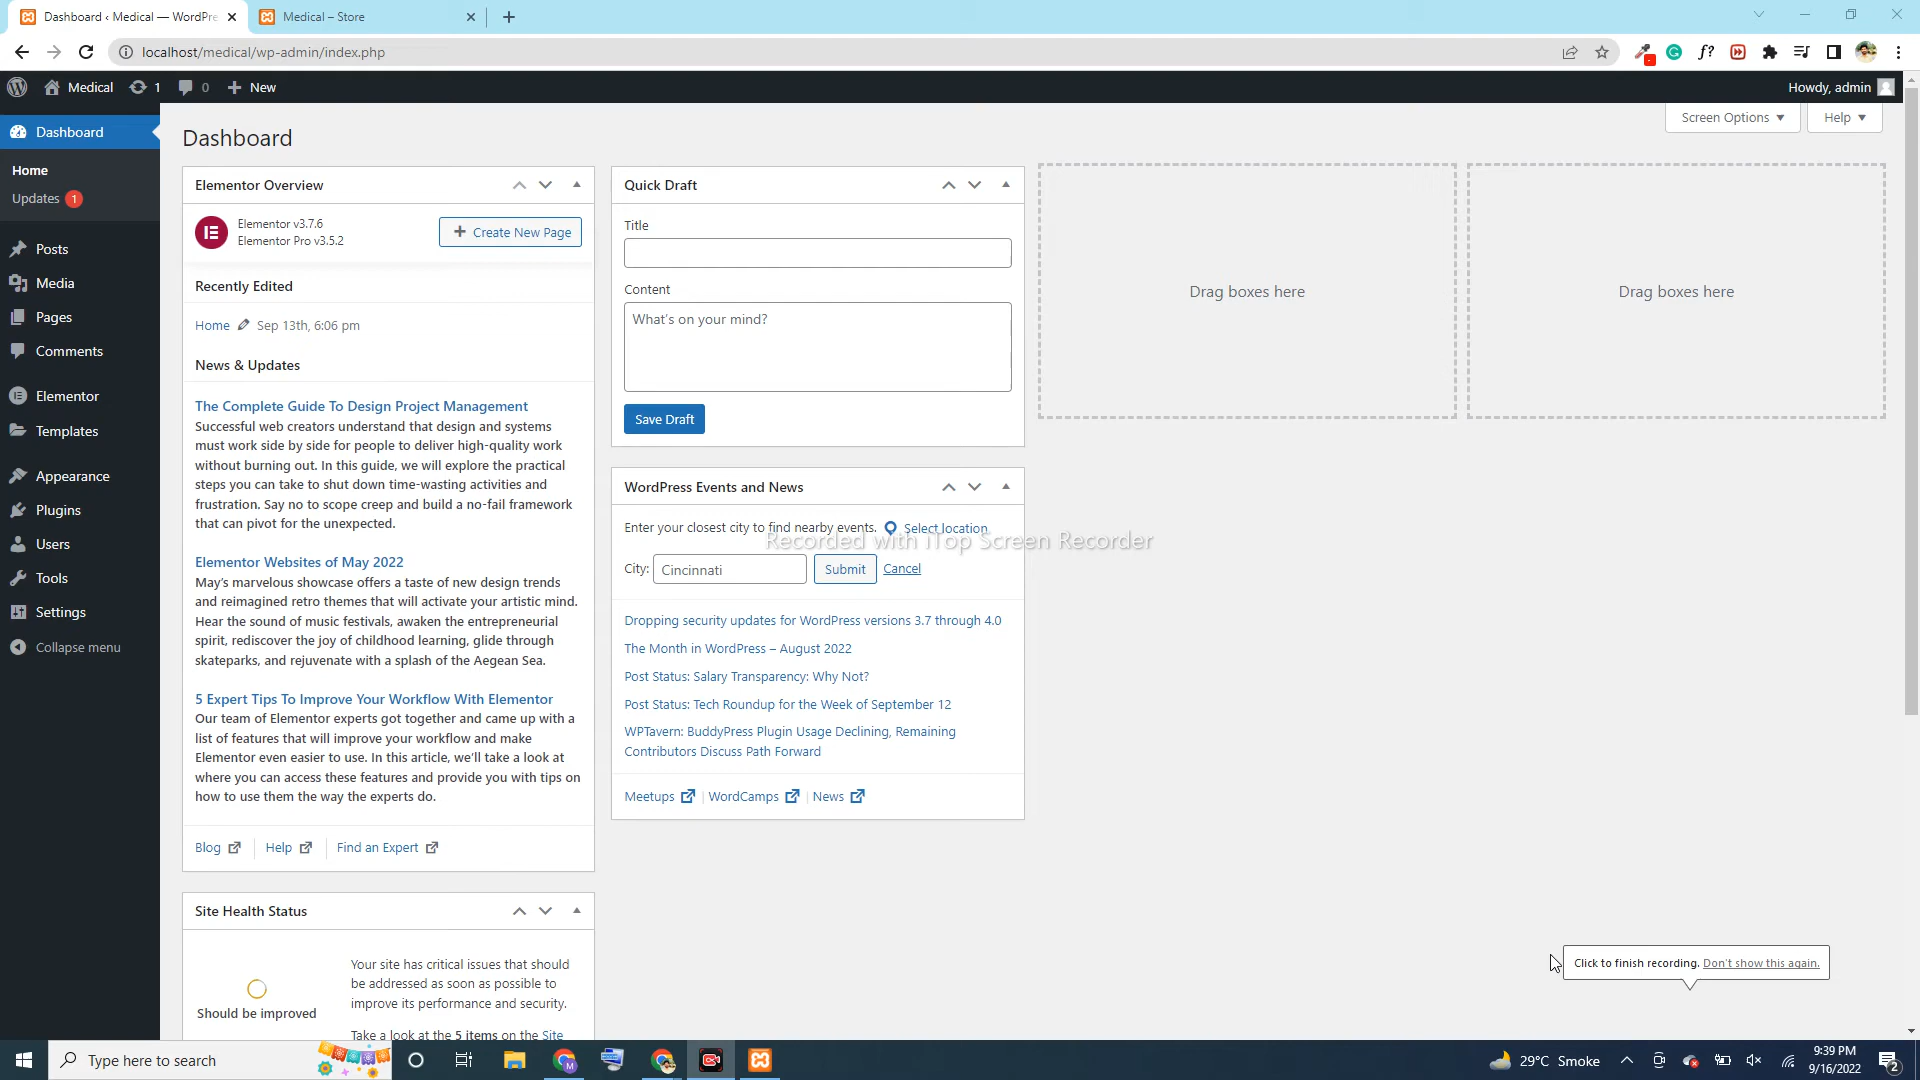 Dashboard ‹ Medical — WordPre
Medical – Store
localhost/medical/wp-admin/index.php
f?
Medical
1
0
New
Howdy, admin
Dashboard
Home
Updates 1
Posts
Media
Pages
Comments
Elementor
Templates
Appearance
Plugins
Users
Tools
Settings
Collapse menu
Screen Options
Help
Dashboard
Elementor Overview
Elementor v3.7.6
Elementor Pro v3.5.2
Create New Page
Recently Edited
Home Sep 13th, 6:06 pm
News & Updates
The Complete Guide To Design Project Management
Successful web creators understand that design and systems
must work side by side for people to deliver high-quality work
without burning out. In this guide, we will explore the practical
steps you can take to shut down time-wasting activities and
frustration. Say no to scope creep and build a no-fail framework
that can pivot for the unexpected.
Elementor Websites of May 2022
May's marvelous showcase offers a taste of new design trends
and reimagined retro themes that will activate your artistic mind.
Hear the sound of music festivals, awaken the entrepreneurial
spirit, rediscover the joy of childhood learning, glide through
skateparks, and rejuvenate with a splash of the Aegean Sea.
5 Expert Tips To Improve Your Workflow With Elementor
Our team of Elementor experts got together and came up with a
list of features that will improve your workflow and make
Elementor even easier to use. In this article, we'll take a look at
where you can access these features and provide you with tips on
how to use them the way the experts do.
Blog
Help
Find an Expert
Site Health Status
Should be improved
Your site has critical issues that should
be addressed as soon as possible to
improve its performance and security.
Take a look at the 5 items on the Site
Quick Draft
Title
Content
What's on your mind?
Save Draft
WordPress Events and News
Enter your closest city to find nearby events. Select location
Recorded with iTop Screen Recorder
City: Cincinnati Submit Cancel
Dropping security updates for WordPress versions 3.7 through 4.0
The Month in WordPress – August 2022
Post Status: Salary Transparency: Why Not?
Post Status: Tech Roundup for the Week of September 12
WPTavern: BuddyPress Plugin Usage Declining, Remaining
Contributors Discuss Path Forward
Meetups
WordCamps
News
Drag boxes here
Drag boxes here
Click to finish recording. Don't show this again.
Type here to search
29°C Smoke
9:39 PM
9/16/2022
2